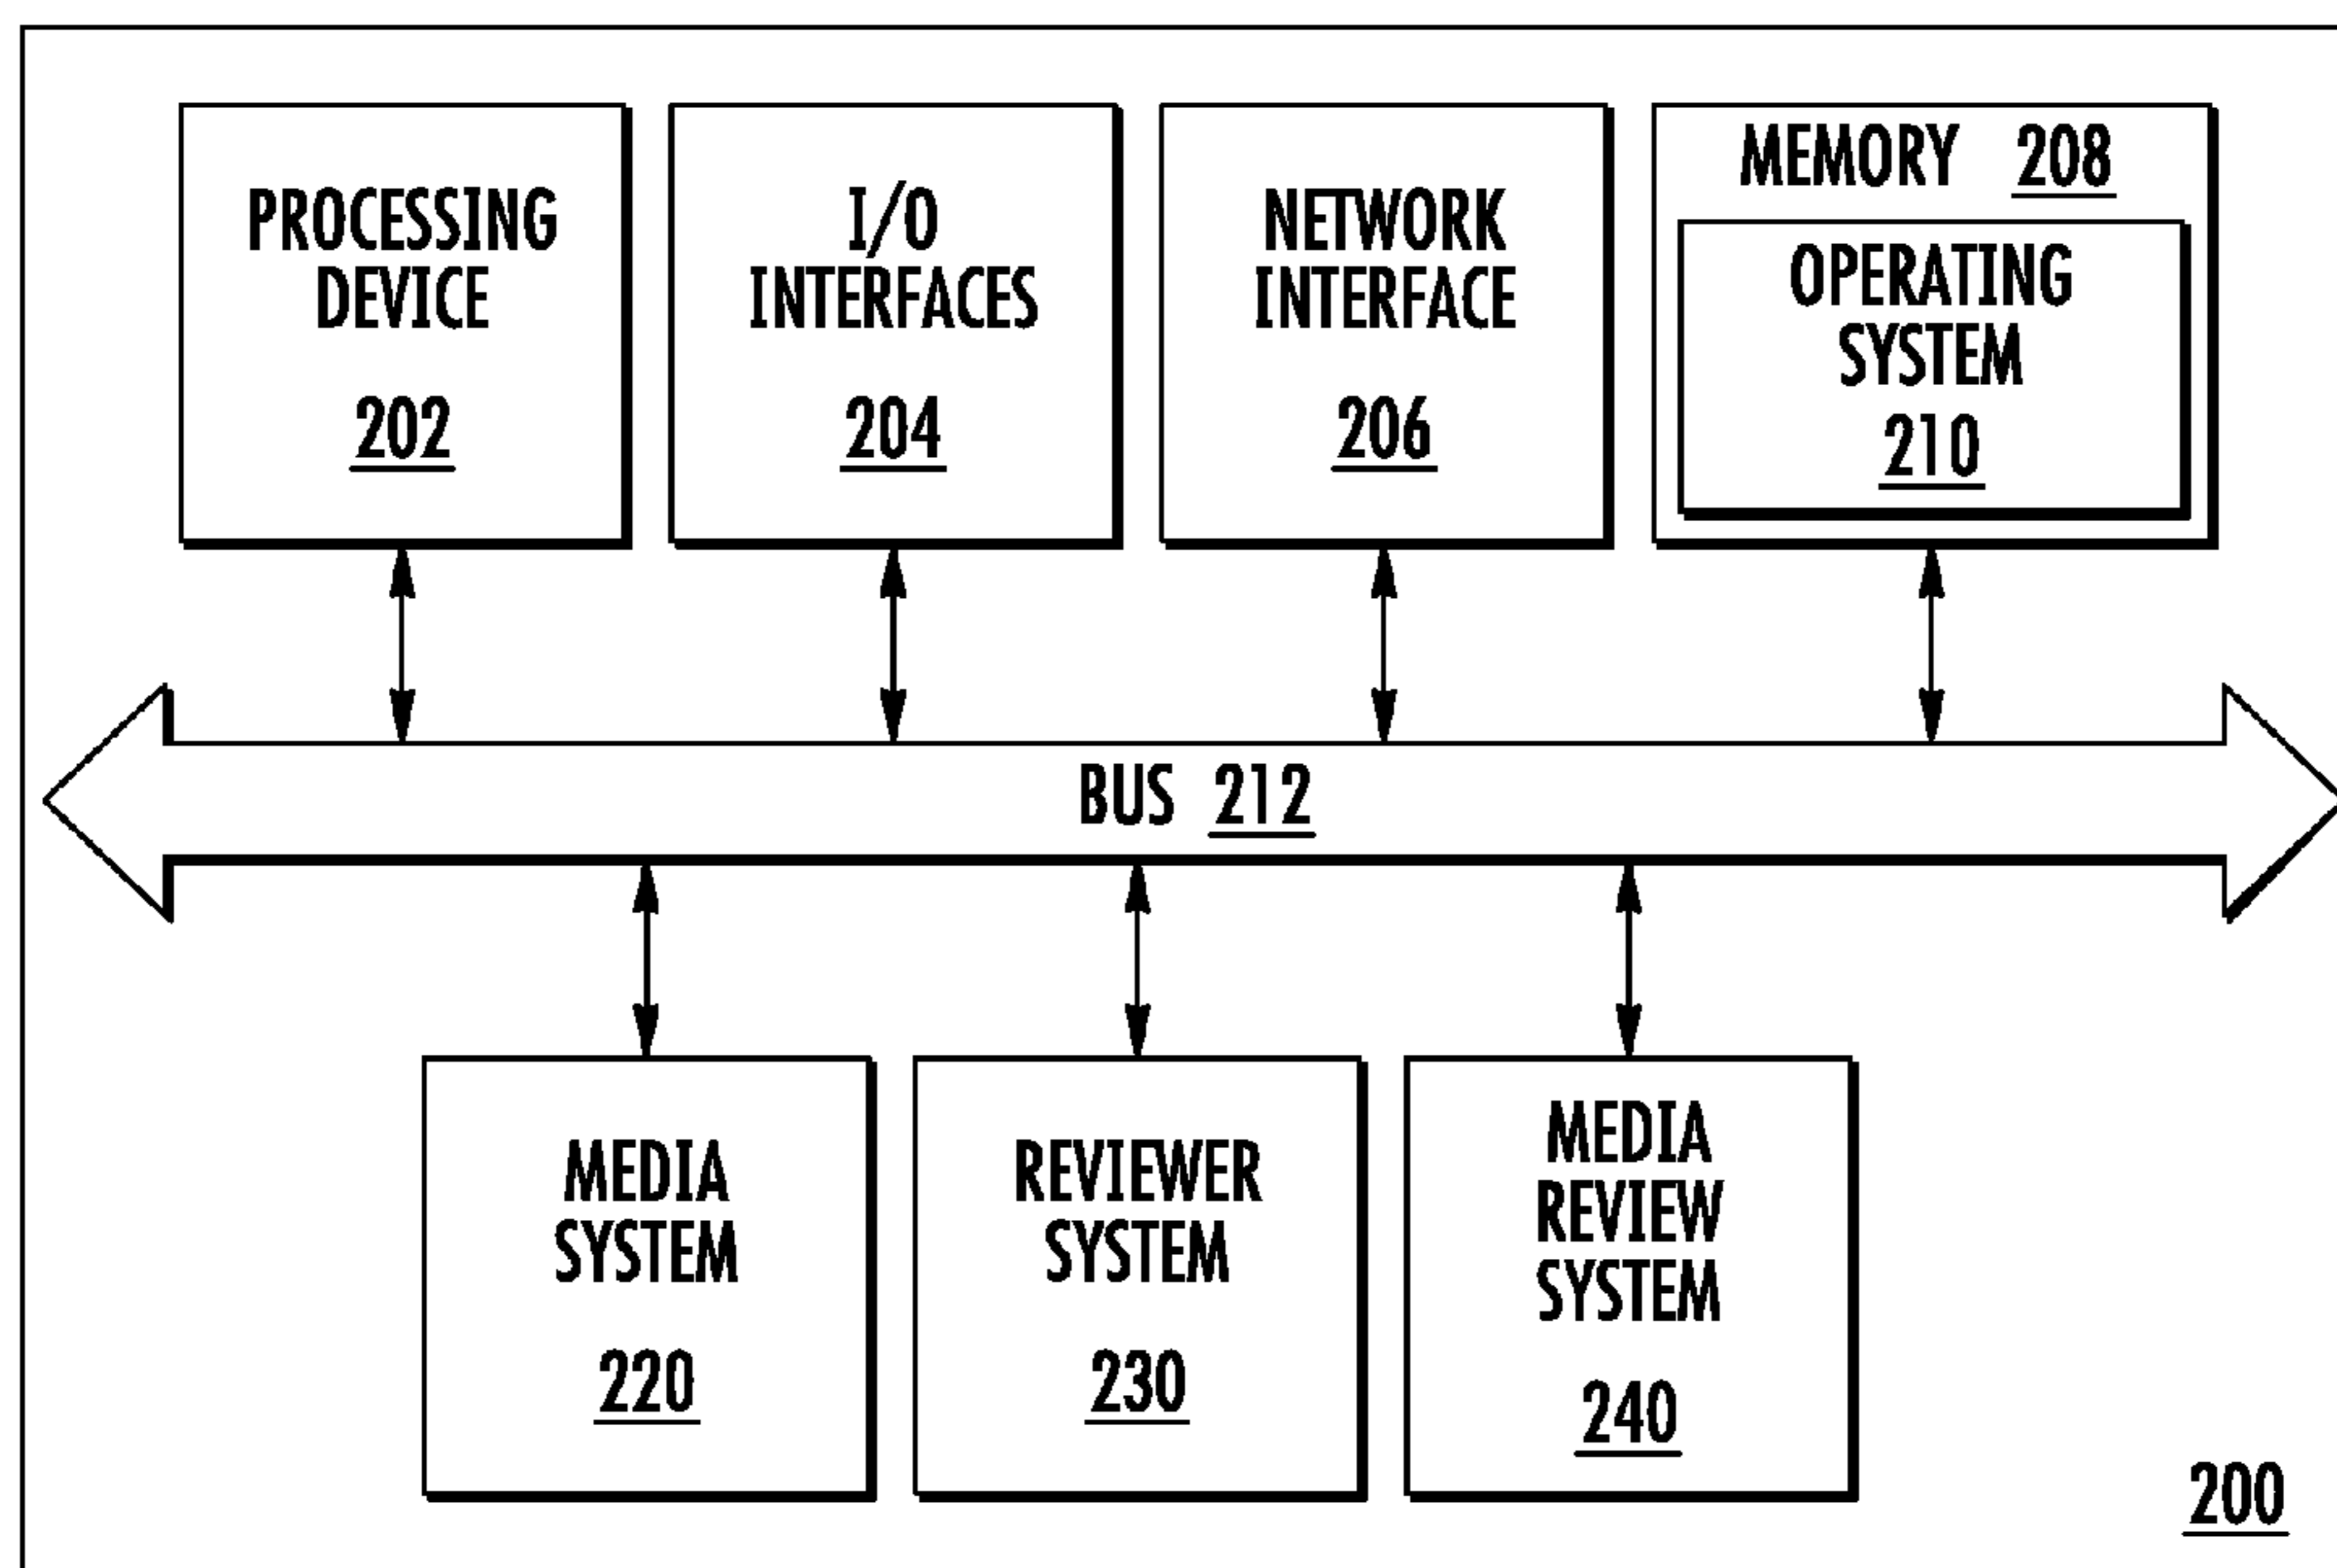 PROCESSING
DEVICE
202
I/O
INTERFACES
204
NETWORK
INTERFACE
206
MEMORY 208
OPERATING
SYSTEM
210
BUS 212
MEDIA
SYSTEM
220
REVIEWER
SYSTEM
230
MEDIA
REVIEW
SYSTEM
240
200